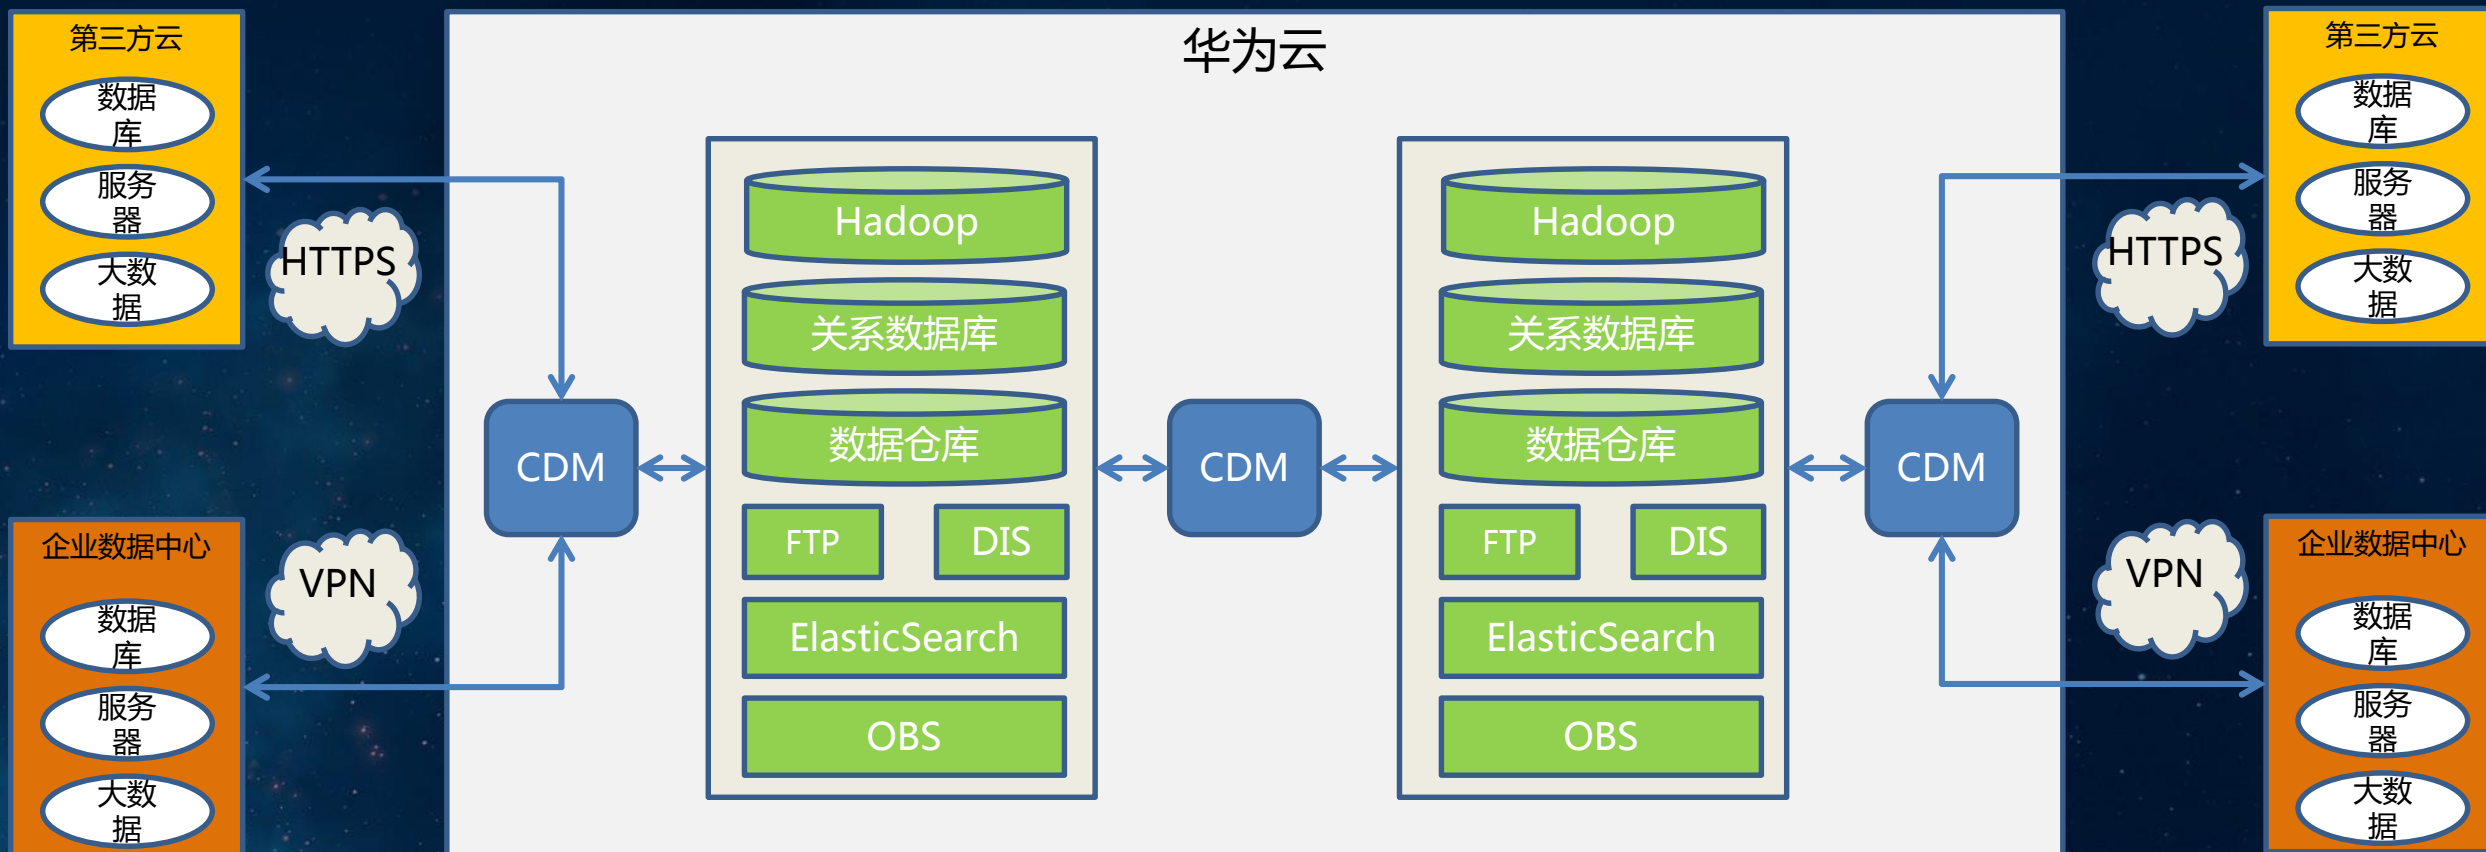 第三方云
数据
库
服务
器
大数
据
HTTPS
企业数据中心
数据
库
服务
器
大数
据
VPN
华为云
CDM
Hadoop
关系数据库
数据仓库
FTP
DIS
ElasticSearch
OBS
CDM
Hadoop
关系数据库
数据仓库
FTP
DIS
ElasticSearch
OBS
CDM
HTTPS
第三方云
数据
库
服务
器
大数
据
VPN
企业数据中心
数据
库
服务
器
大数
据